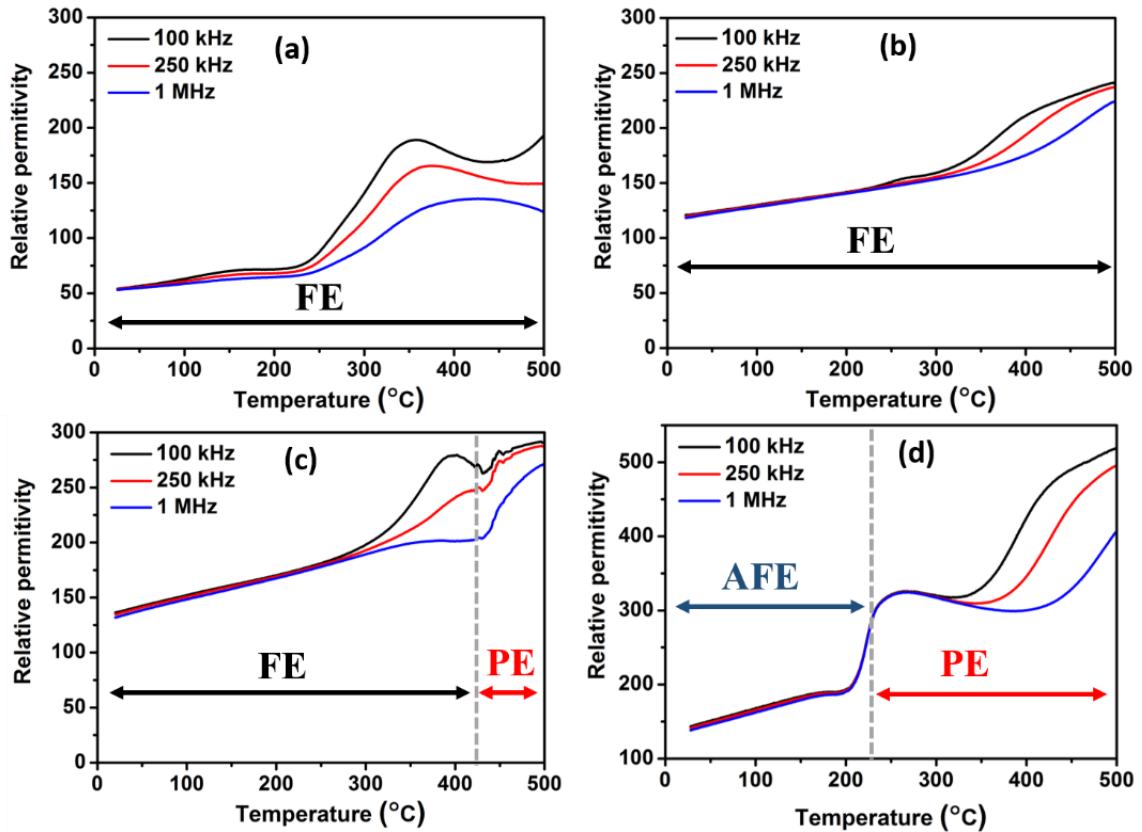 (a)
100 kHz
250 kHz
1 MHz
Relative permitivity
300
250
200
150
100
50
0
FE
0 100 200 300 400 500
Temperature (°C)
(b)
100 kHz
250 kHz
1 MHz
Relative permitivity
300
250
200
150
100
50
0
FE
0 100 200 300 400 500
Temperature (°C)
(c)
100 kHz
250 kHz
1 MHz
Relative permitivity
300
250
200
150
100
50
0
FE
PE
0 100 200 300 400 500
Temperature (°C)
(d)
100 kHz
250 kHz
1 MHz
Relative permitivity
500
400
300
200
100
AFE
PE
0 100 200 300 400 500
Temperature (°C)